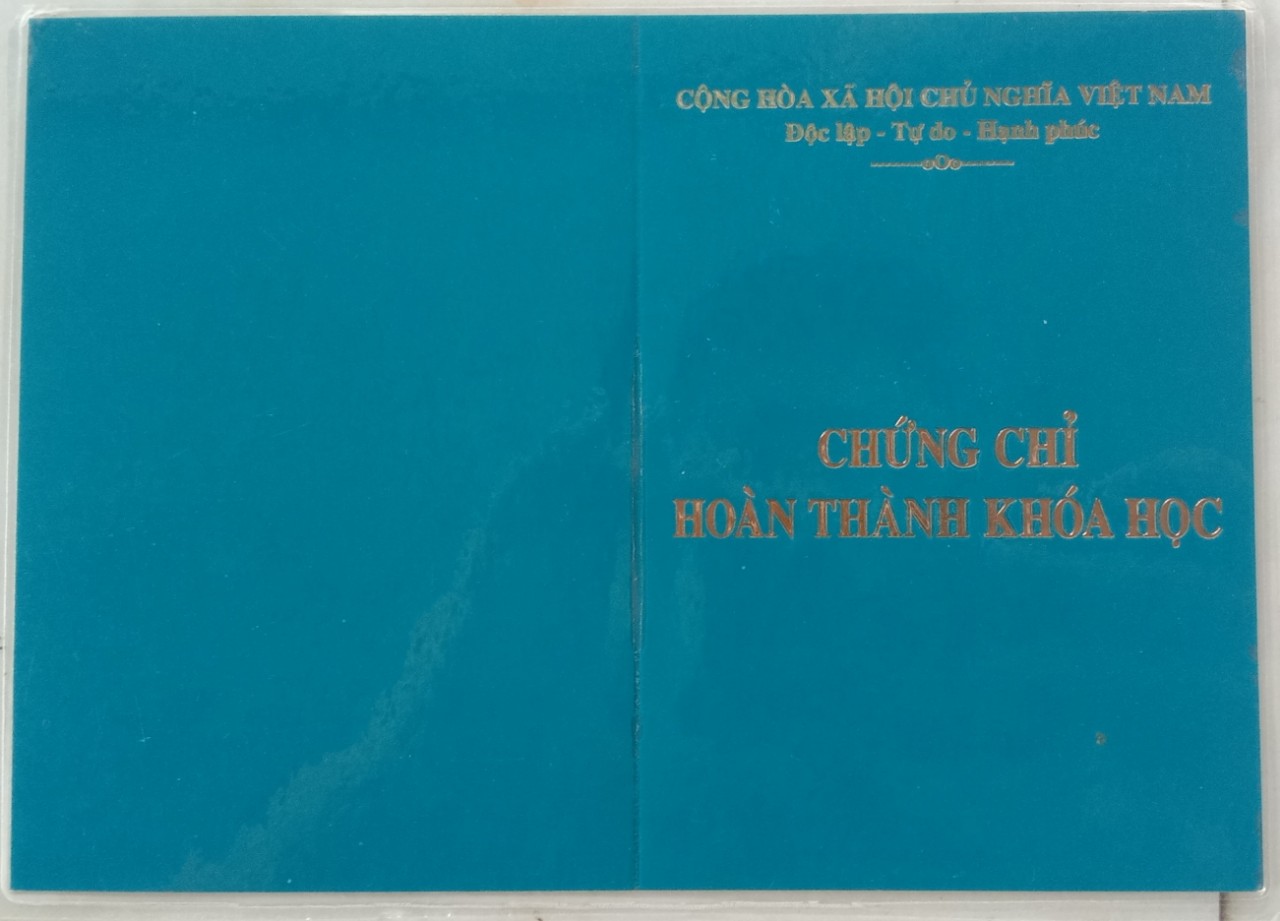 CỘNG HÒA XÃ HỘI CHỦ NGHĨA VIỆT NAM
Độc lập - Tự do - Hạnh phúc
CHỨNG CHỈ
HOÀN THÀNH KHÓA HỌC